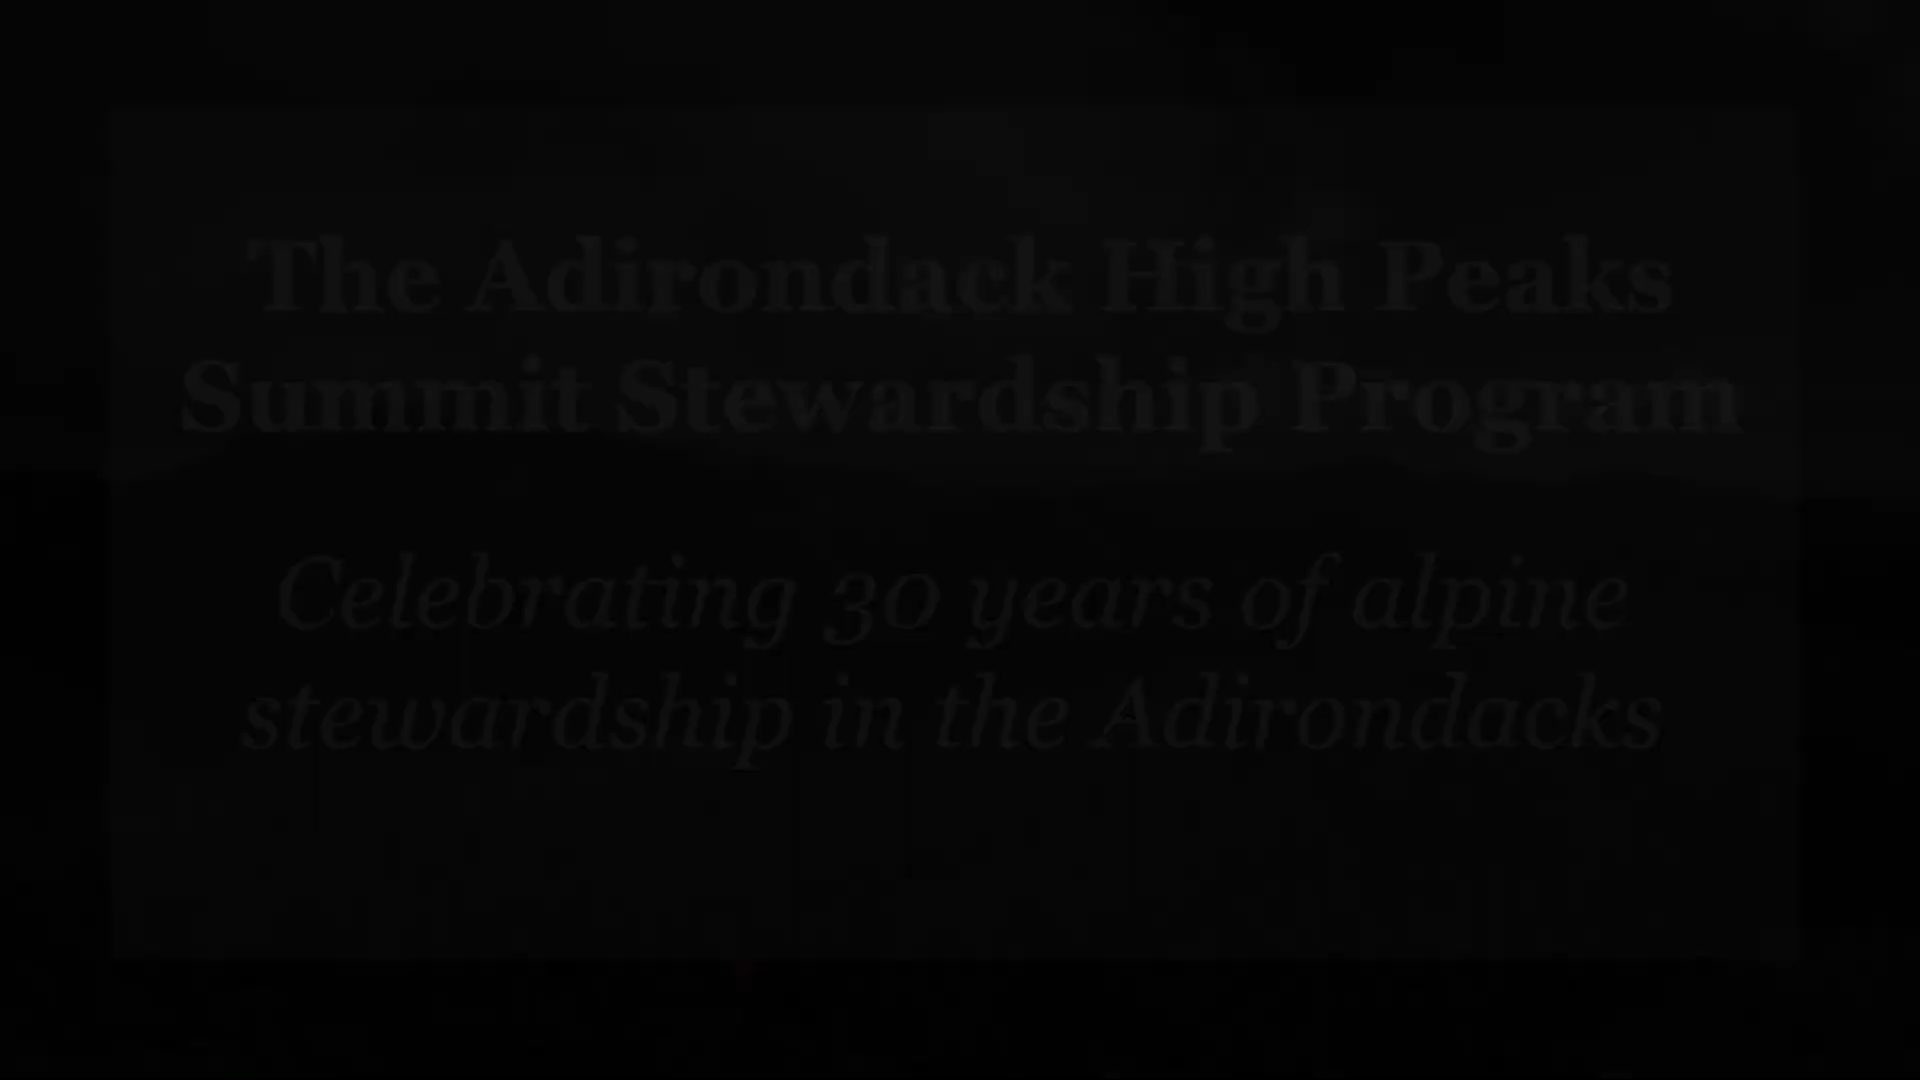 The Adirondack High Peaks
Summit Stewardship Program
Celebrating 30 years of alpine
stewardship in the Adirondacks